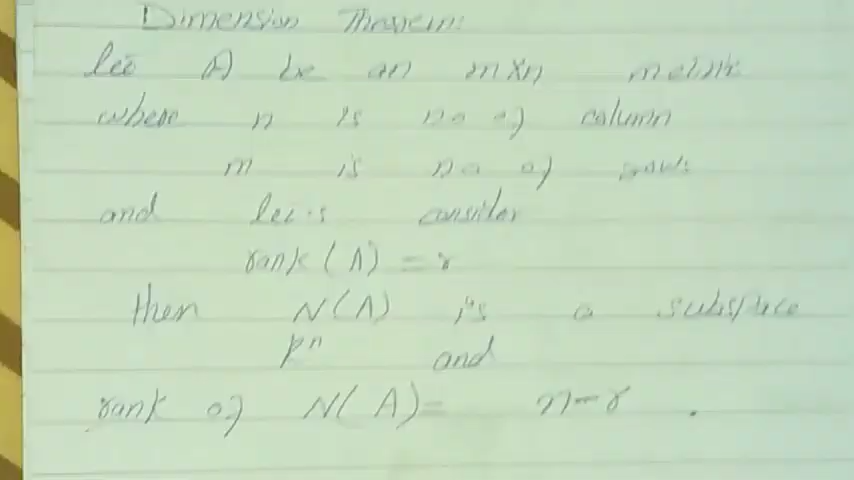 Dimension Theorem:
let A be an m×n matrix
where n is no of column
m is no of rows
and let's consider
rank (A) = r
then N(A) is a subspace
Rⁿ and
rank of N(A) = n-r .